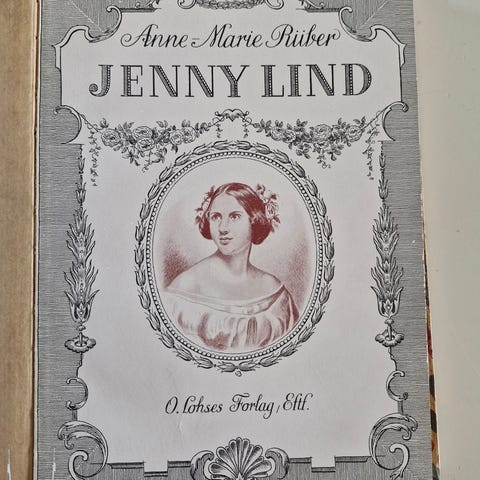 Anne-Marie Rüber
JENNY LIND
O. Lohses Forlag, Eftf.